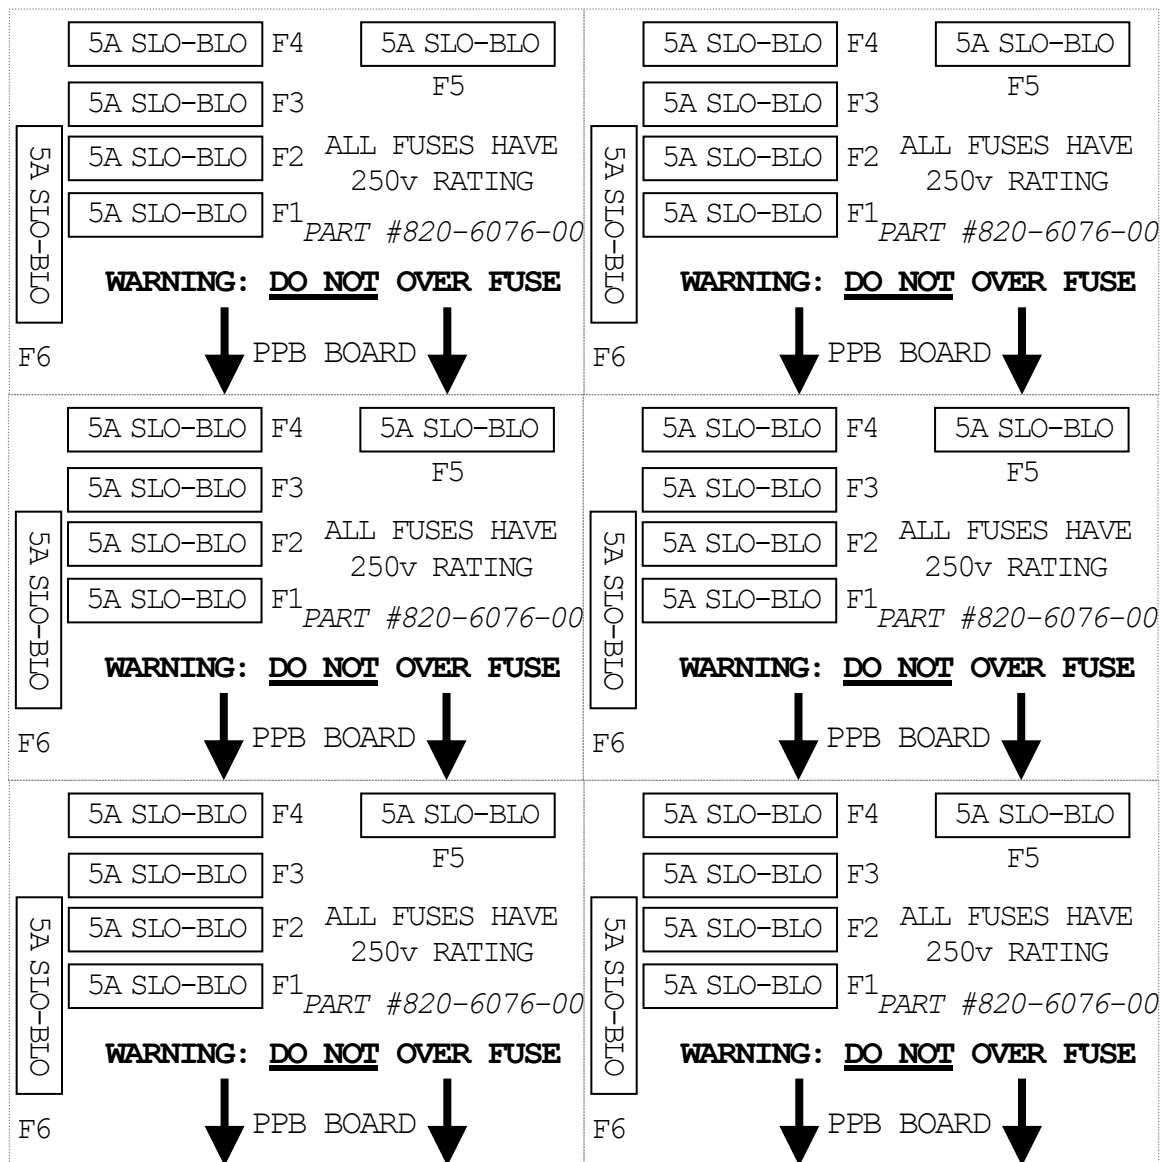 5A SLO-BLO F4 5A SLO-BLO
F5
5A SLO-BLO F3
5A SLO-BLO F2
ALL FUSES HAVE
250v RATING
5A SLO-BLO F1
PART #820-6076-00
5A SLO-BLO
WARNING: DO NOT OVER FUSE
F6
PPB BOARD
5A SLO-BLO F4 5A SLO-BLO
F5
5A SLO-BLO F3
5A SLO-BLO F2
ALL FUSES HAVE
250v RATING
5A SLO-BLO F1
PART #820-6076-00
5A SLO-BLO
WARNING: DO NOT OVER FUSE
F6
PPB BOARD
5A SLO-BLO F4 5A SLO-BLO
F5
5A SLO-BLO F3
5A SLO-BLO F2
ALL FUSES HAVE
250v RATING
5A SLO-BLO F1
PART #820-6076-00
5A SLO-BLO
WARNING: DO NOT OVER FUSE
F6
PPB BOARD
5A SLO-BLO F4 5A SLO-BLO
F5
5A SLO-BLO F3
5A SLO-BLO F2
ALL FUSES HAVE
250v RATING
5A SLO-BLO F1
PART #820-6076-00
5A SLO-BLO
WARNING: DO NOT OVER FUSE
F6
PPB BOARD
5A SLO-BLO F4 5A SLO-BLO
F5
5A SLO-BLO F3
5A SLO-BLO F2
ALL FUSES HAVE
250v RATING
5A SLO-BLO F1
PART #820-6076-00
5A SLO-BLO
WARNING: DO NOT OVER FUSE
F6
PPB BOARD
5A SLO-BLO F4 5A SLO-BLO
F5
5A SLO-BLO F3
5A SLO-BLO F2
ALL FUSES HAVE
250v RATING
5A SLO-BLO F1
PART #820-6076-00
5A SLO-BLO
WARNING: DO NOT OVER FUSE
F6
PPB BOARD